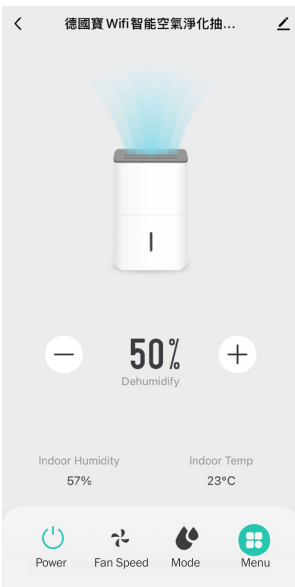 德國寶Wifi智能空氣淨化抽...
50%
Dehumidify
Indoor Humidity
Indoor Temp
57%
23°C
Power
Fan Speed
Mode
Menu